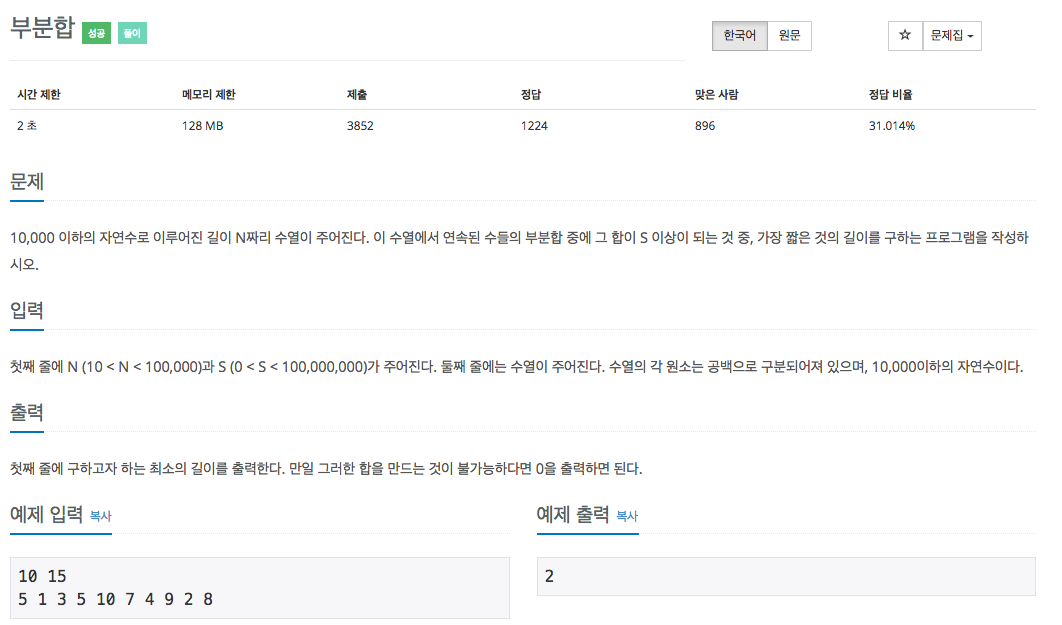 부분합 성공 풀이 한국어 원문 ☆ 문제집
시간 제한 메모리 제한 제출 정답 맞은 사람 정답 비율
2 초 128 MB 3852 1224 896 31.014%
문제
10,000 이하의 자연수로 이루어진 길이 N짜리 수열이 주어진다. 이 수열에서 연속된 수들의 부분합 중에 그 합이 S 이상이 되는 것 중, 가장 짧은 것의 길이를 구하는 프로그램을 작성하
시오.
입력
첫째 줄에 N (10 < N < 100,000)과 S (0 < S < 100,000,000)가 주어진다. 둘째 줄에는 수열이 주어진다. 수열의 각 원소는 공백으로 구분되어져 있으며, 10,000이하의 자연수이다.
출력
첫째 줄에 구하고자 하는 최소의 길이를 출력한다. 만일 그러한 합을 만드는 것이 불가능하다면 0을 출력하면 된다.
예제 입력 복사
10 15
5 1 3 5 10 7 4 9 2 8
예제 출력 복사
2